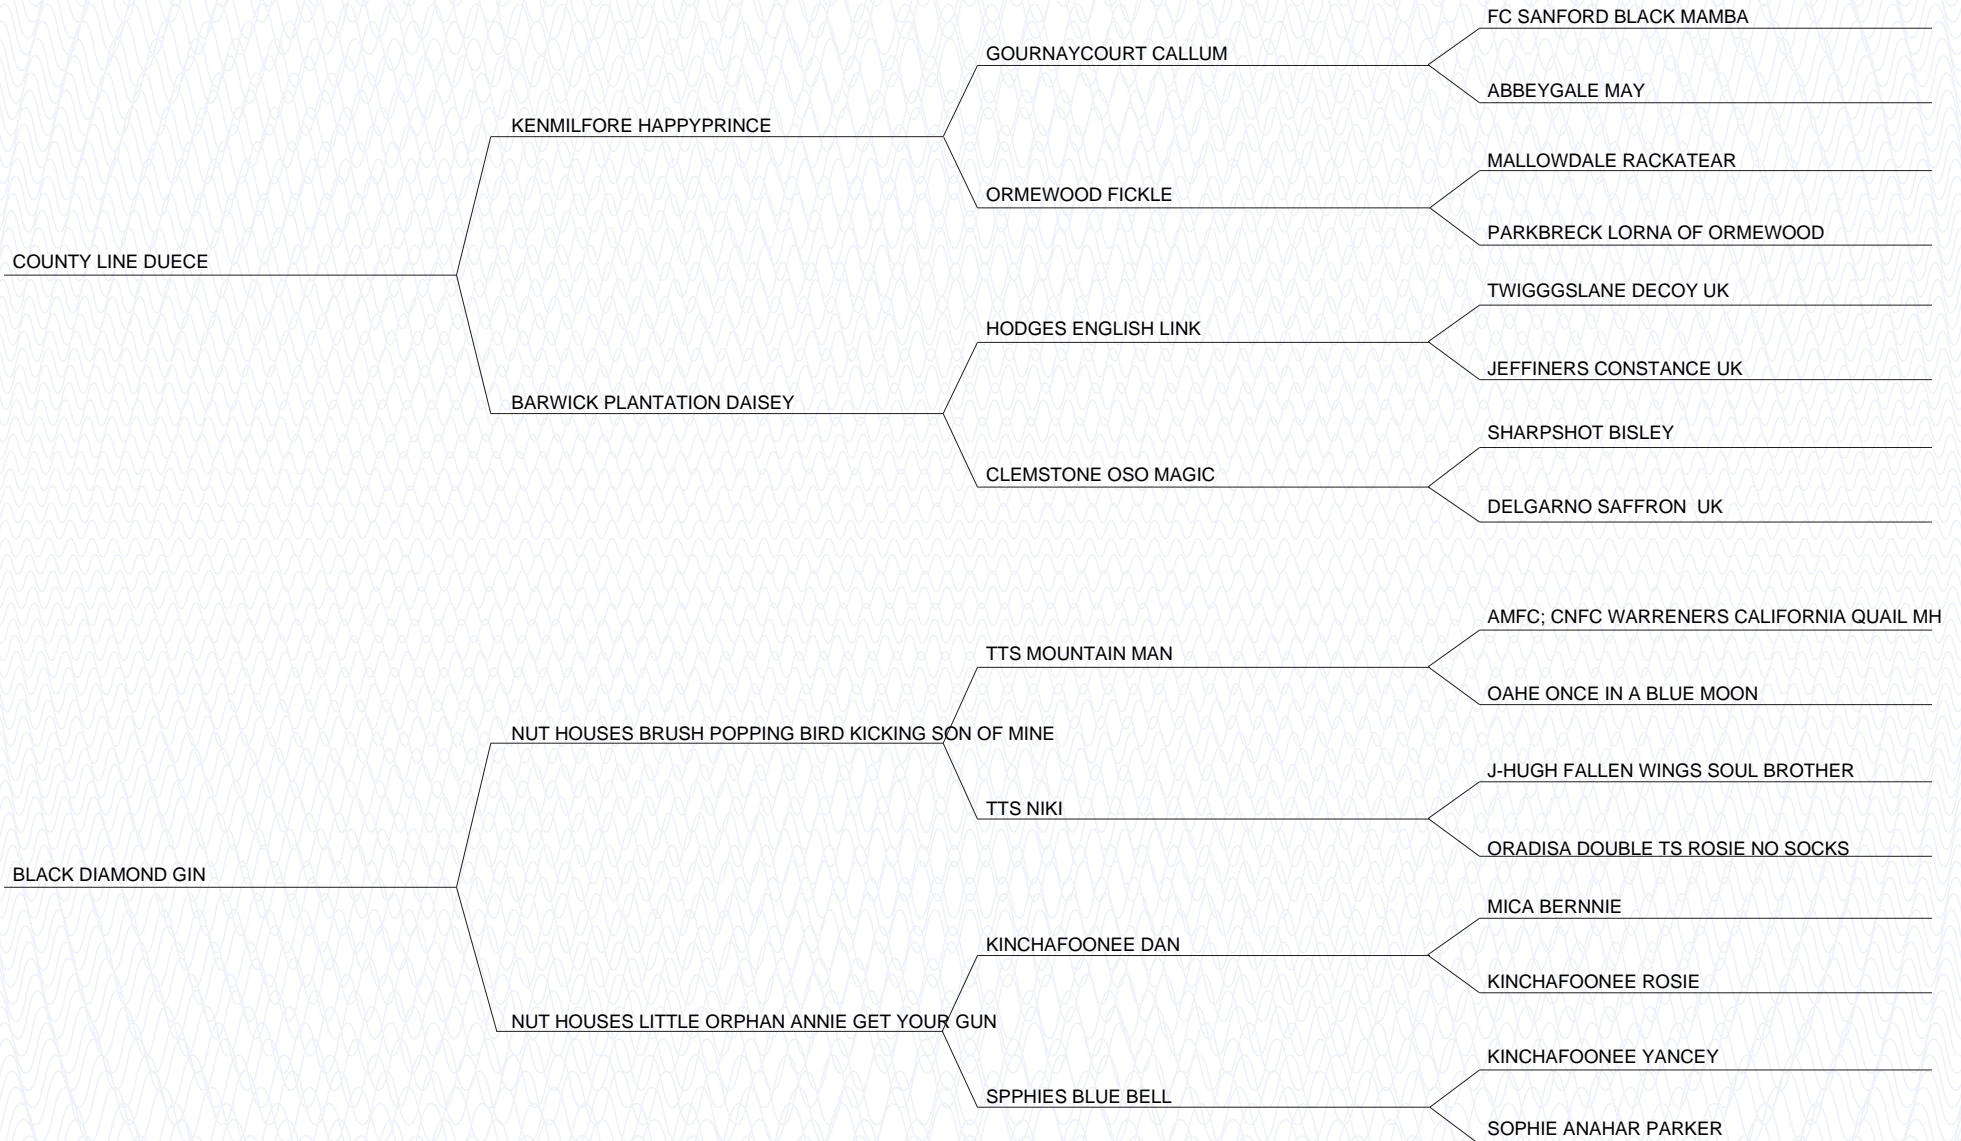 FC SANFORD BLACK MAMBA
GOURNAYCOURT CALLUM
ABBEYGALE MAY
KENMILFORE HAPPYPRINCE
MALLOWDALE RACKATEAR
ORMEWOOD FICKLE
PARKBRECK LORNA OF ORMEWOOD
COUNTY LINE DUECE
TWIGGGSLANE DECOY UK
HODGES ENGLISH LINK
JEFFINERS CONSTANCE UK
BARWICK PLANTATION DAISEY
SHARPSHOT BISLEY
CLEMSTONE OSO MAGIC
DELGARNO SAFFRON  UK
AMFC; CNFC WARRENERS CALIFORNIA QUAIL MH
TTS MOUNTAIN MAN
OAHE ONCE IN A BLUE MOON
NUT HOUSES BRUSH POPPING BIRD KICKING SON OF MINE
J-HUGH FALLEN WINGS SOUL BROTHER
TTS NIKI
ORADISA DOUBLE TS ROSIE NO SOCKS
BLACK DIAMOND GIN
MICA BERNNIE
KINCHAFOONEE DAN
KINCHAFOONEE ROSIE
NUT HOUSES LITTLE ORPHAN ANNIE GET YOUR GUN
KINCHAFOONEE YANCEY
SPPHIES BLUE BELL
SOPHIE ANAHAR PARKER